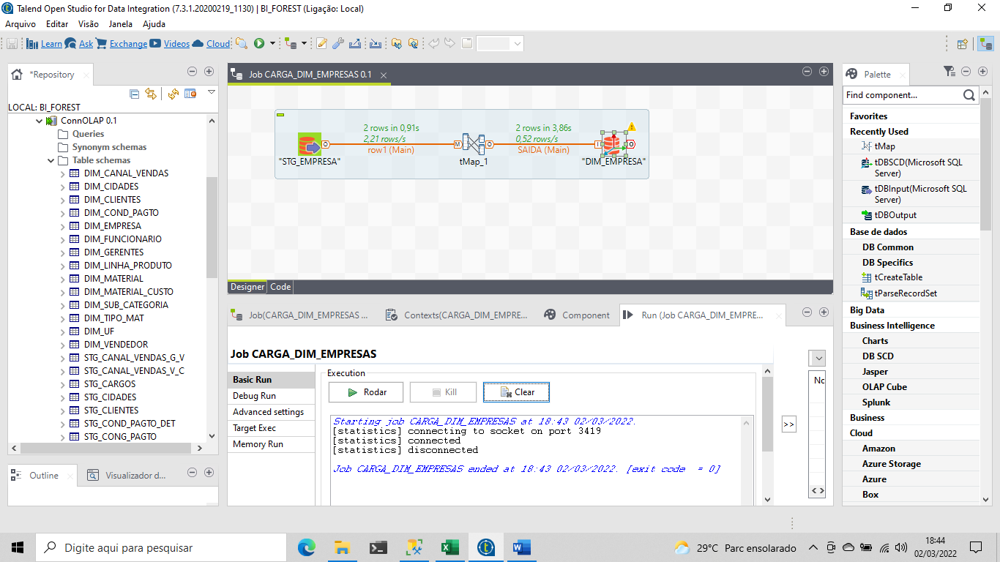 Talend Open Studio for Data Integration (7.3.1.20200219_1130) | BI_FOREST (Ligação: Local)
Arquivo Editar Visão Janela Ajuda
Learn Ask Exchange Videos Cloud
*Repository
LOCAL: BI_FOREST
ConnOLAP 0.1
Queries
Synonym schemas
Table schemas
DIM_CANAL_VENDAS
DIM_CIDADES
DIM_CLIENTES
DIM_COND_PAGTO
DIM_EMPRESA
DIM_FUNCIONARIO
DIM_GERENTES
DIM_LINHA_PRODUTO
DIM_MATERIAL
DIM_MATERIAL_CUSTO
DIM_SUB_CATEGORIA
DIM_TIPO_MAT
DIM_UF
DIM_VENDEDOR
STG_CANAL_VENDAS_G_V
STG_CANAL_VENDAS_V_C
STG_CARGOS
STG_CIDADES
STG_CLIENTES
STG_COND_PAGTO_DET
STG_CONG_PAGTO
Outline
Visualizador d...
Job CARGA_DIM_EMPRESAS 0.1
2 rows in 0,91s
2,21 rows/s
row1 (Main)
2 rows in 3,86s
0,52 rows/s
SAIDA (Main)
"STG_EMPRESA"
tMap_1
"DIM_EMPRESA"
Designer Code
Job(CARGA_DIM_EMPRESAS ...
Contexts(CARGA_DIM_EMPRE...
Component
Run (Job CARGA_DIM_EMPRE...
Job CARGA_DIM_EMPRESAS
Basic Run
Debug Run
Advanced settings
Target Exec
Memory Run
Execution
Rodar
Kill
Clear
Starting job CARGA_DIM_EMPRESAS at 18:43 02/03/2022.
[statistics] connecting to socket on port 3419
[statistics] connected
[statistics] disconnected
Job CARGA_DIM_EMPRESAS ended at 18:43 02/03/2022. [exit code  = 0]
>>
Palette
Find component...
Favorites
Recently Used
tMap
tDBSCD(Microsoft SQL
Server)
tDBInput(Microsoft SQL
Server)
tDBOutput
Base de dados
DB Common
DB Specifics
tCreateTable
tParseRecordSet
Big Data
Business Intelligence
Charts
DB SCD
Jasper
OLAP Cube
Splunk
Business
Cloud
Amazon
Azure Storage
Azure
Box
Digite aqui para pesquisar
29°C Parc ensolarado
18:44
02/03/2022